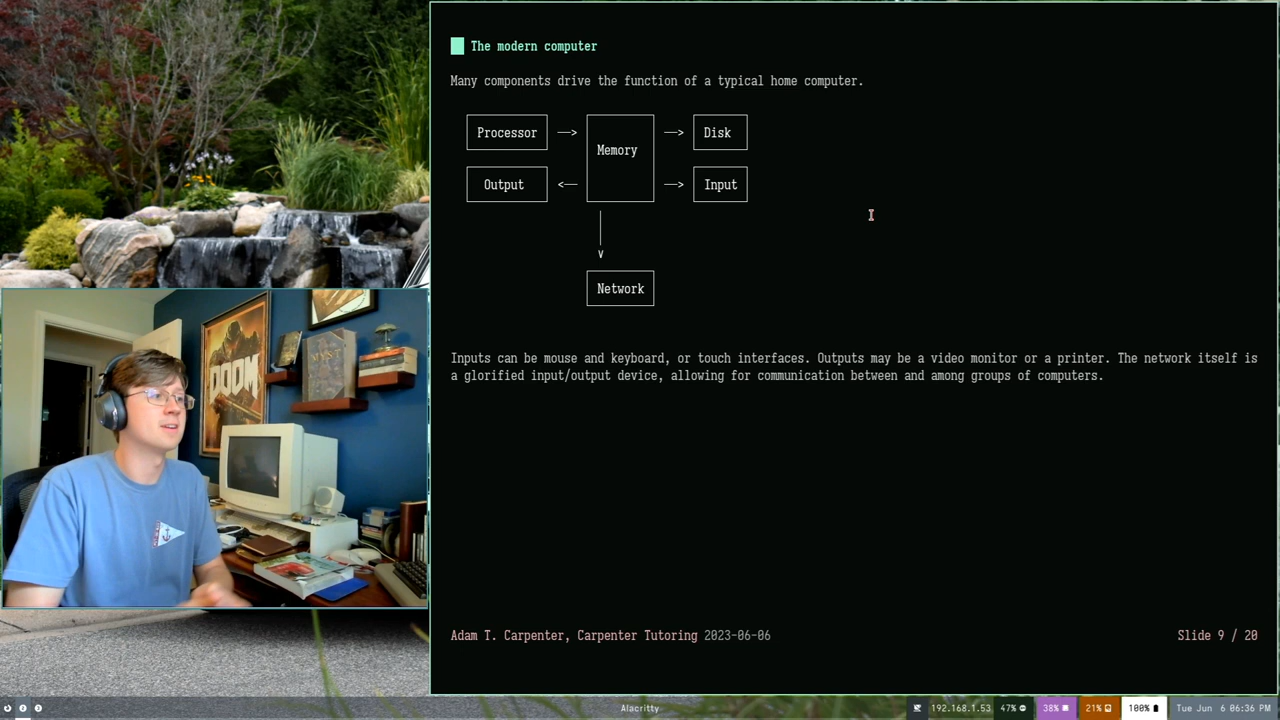 The modern computer
Many components drive the function of a typical home computer.
Processor ──> Memory ──> Disk
Output <── ──> Input
v
Network
Inputs can be mouse and keyboard, or touch interfaces. Outputs may be a video monitor or a printer. The network itself is
a glorified input/output device, allowing for communication between and among groups of computers.
DOOM
MYST
Adam T. Carpenter, Carpenter Tutoring 2023-06-06
Slide 9 / 20
Alacritty
192.168.1.53 47% 38% 21% 100% Tue Jun 6 06:36 PM